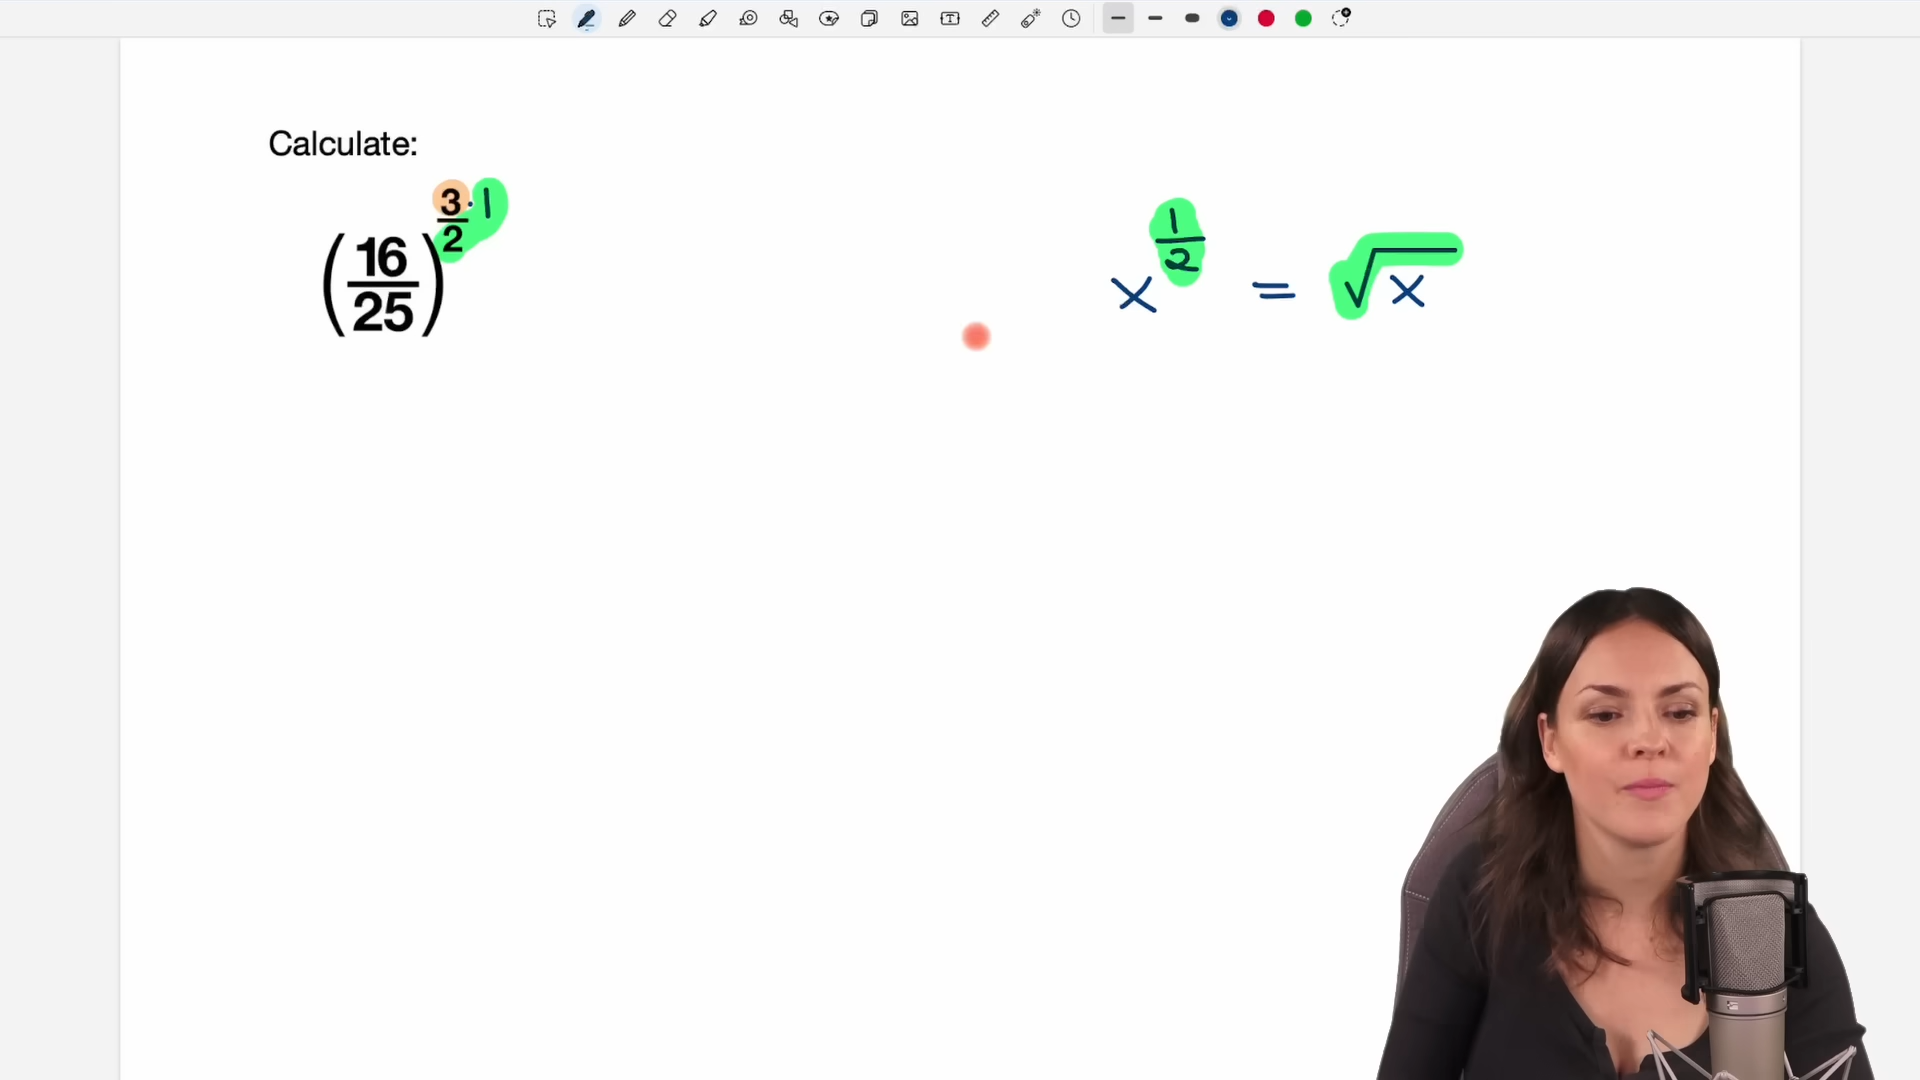 Calculate:
(16/25)^(3·1/2)
x^(1/2) = √x